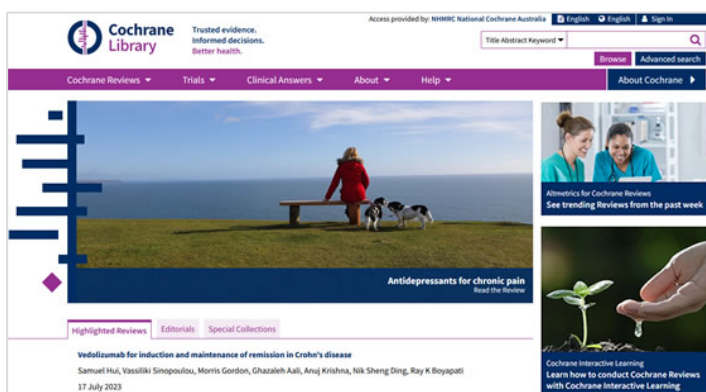 Access provided by: NHMRC National Cochrane Australia English English Sign In
Cochrane
Library
Trusted evidence.
Informed decisions.
Better health.
Title Abstract Keyword
Browse Advanced search
Cochrane Reviews Trials Clinical Answers About Help About Cochrane
Altmetrics for Cochrane Reviews
See trending Reviews from the past week
Antidepressants for chronic pain
Read the Review
Highlighted Reviews Editorials Special Collections
Vedolizumab for induction and maintenance of remission in Crohn's disease
Samuel Hui, Vassiliki Sinopoulou, Morris Gordon, Ghazaleh Aali, Anuj Krishna, Nik Sheng Ding, Ray K Boyapati
17 July 2023
Cochrane Interactive Learning
Learn how to conduct Cochrane Reviews
with Cochrane Interactive Learning